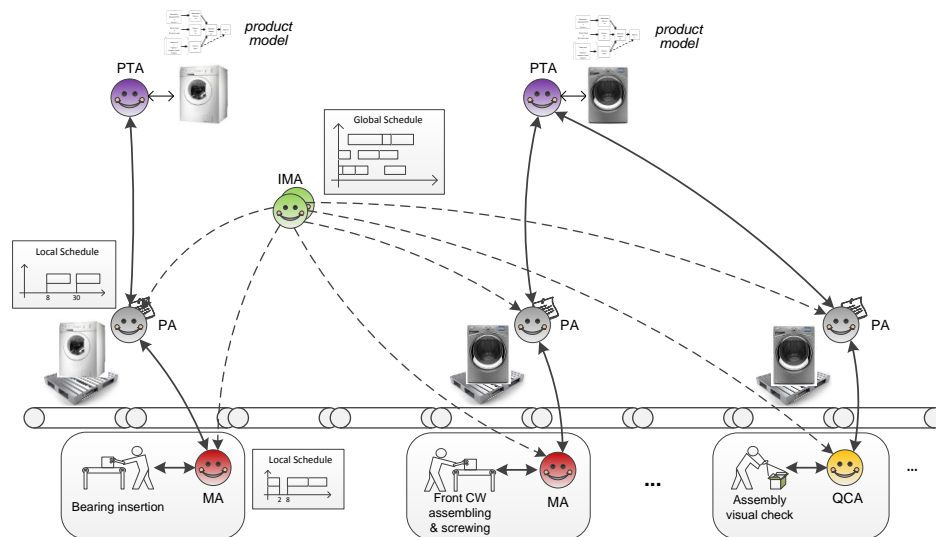 product
model
product
model
PTA
PTA
Global Schedule
IMA
Local Schedule
8
30
PA
PA
PA
Local Schedule
2
8
Bearing insertion
MA
Front CW
assembling
& screwing
MA
...
Assembly
visual check
QCA
...